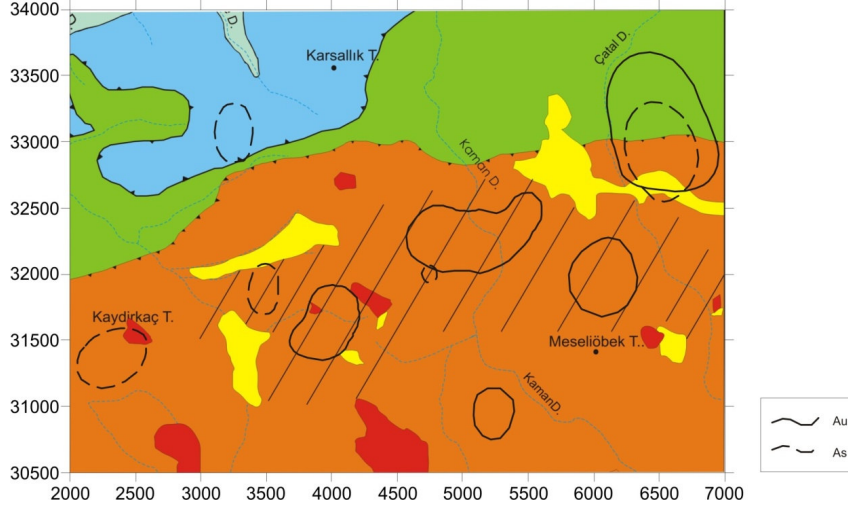 34000
D.
D.
Karsallık T.
Çatal D.
33500
33000
Kaman D.
32500
32000
Kaydirkaç T.
31500
Meseliöbek T..
KamanD.
31000
30500
2000 2500 3000 3500 4000 4500 5000 5500 6000 6500 7000
Au
As